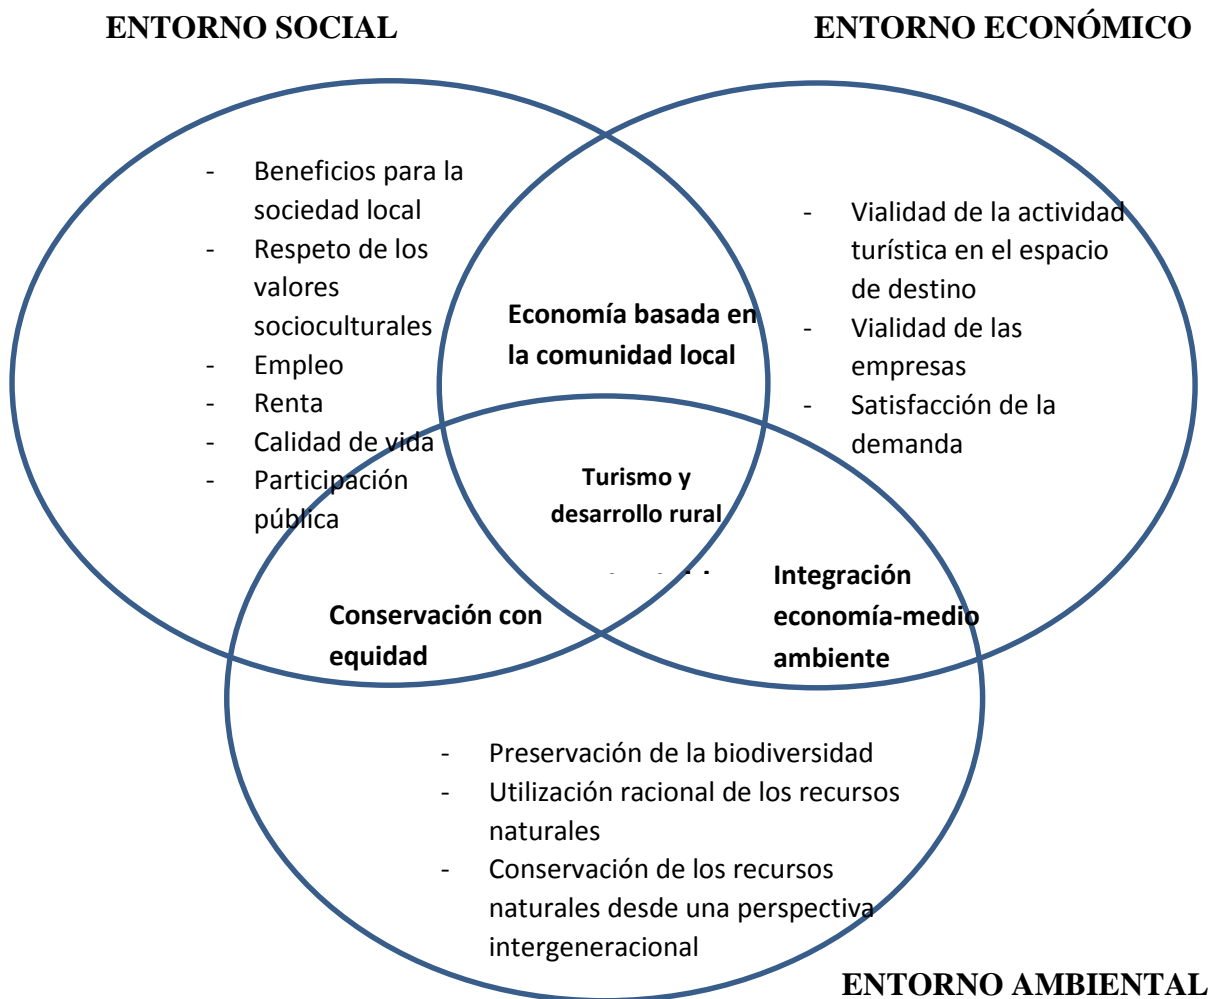 ENTORNO SOCIAL
ENTORNO ECONÓMICO
- Beneficios para la
sociedad local
- Respeto de los
valores
socioculturales
- Empleo
- Renta
- Calidad de vida
- Participación
pública
Economía basada en
la comunidad local
- Vialidad de la actividad
turística en el espacio
de destino
- Vialidad de las
empresas
- Satisfacción de la
demanda
Turismo y
desarrollo rural
Conservación con
equidad
Integración
economía-medio
ambiente
- Preservación de la biodiversidad
- Utilización racional de los recursos
naturales
- Conservación de los recursos
naturales desde una perspectiva
intergeneracional
ENTORNO AMBIENTAL